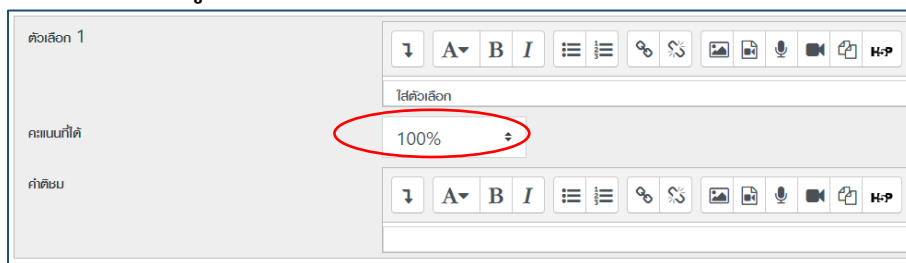 ตัวเลือก 1
A B I H-P
ใส่ตัวเลือก
คะแนนที่ได้
100%
คำติชม
A B I H-P